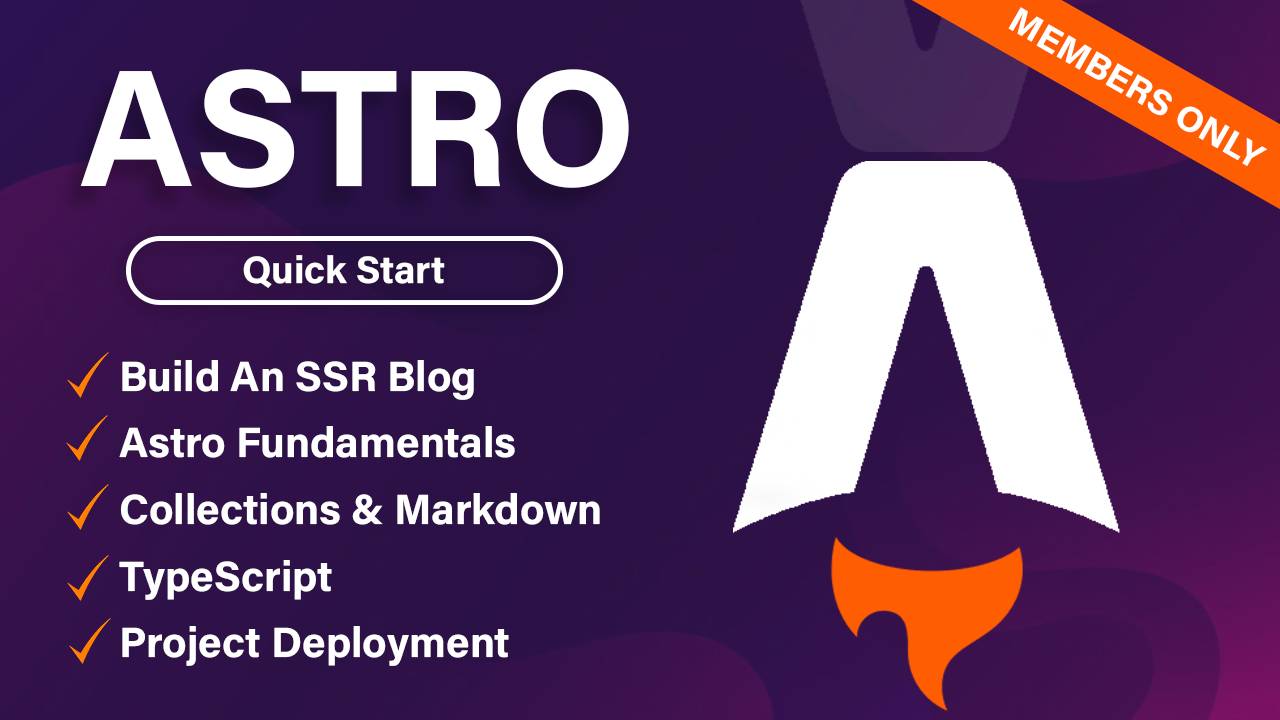 ASTRO
MEMBERS ONLY
Quick Start
Build An SSR Blog
Astro Fundamentals
Collections & Markdown
TypeScript
Project Deployment